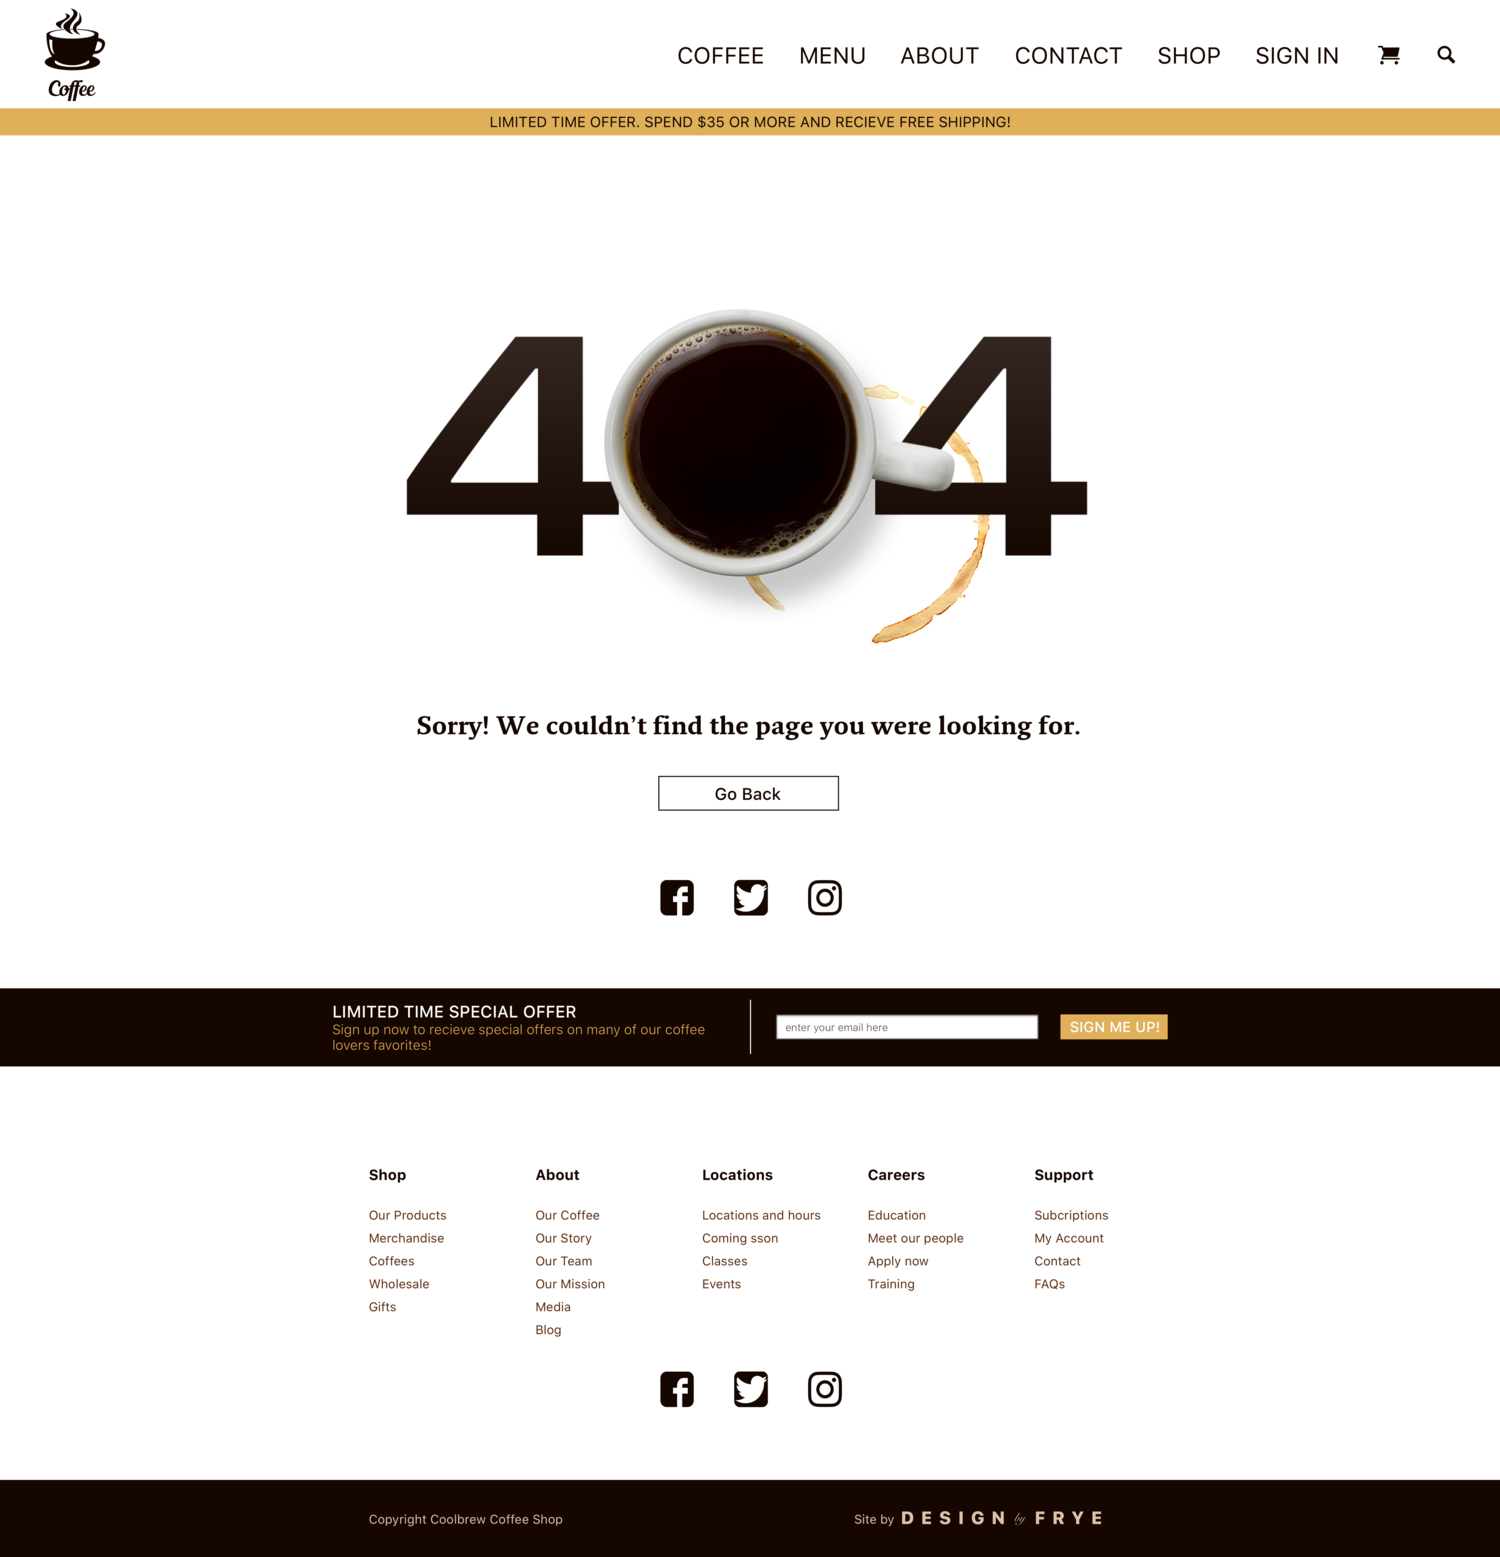 Coffee
COFFEE MENU ABOUT CONTACT SHOP SIGN IN
LIMITED TIME OFFER. SPEND $35 OR MORE AND RECIEVE FREE SHIPPING!
4 4
Sorry! We couldn’t find the page you were looking for.
Go Back
LIMITED TIME SPECIAL OFFER
Sign up now to recieve special offers on many of our coffee
lovers favorites!
enter your email here
SIGN ME UP!
Shop
Our Products
Merchandise
Coffees
Wholesale
Gifts
About
Our Coffee
Our Story
Our Team
Our Mission
Media
Blog
Locations
Locations and hours
Coming sson
Classes
Events
Careers
Education
Meet our people
Apply now
Training
Support
Subcriptions
My Account
Contact
FAQs
Copyright Coolbrew Coffee Shop
Site by DESIGN by FRYE